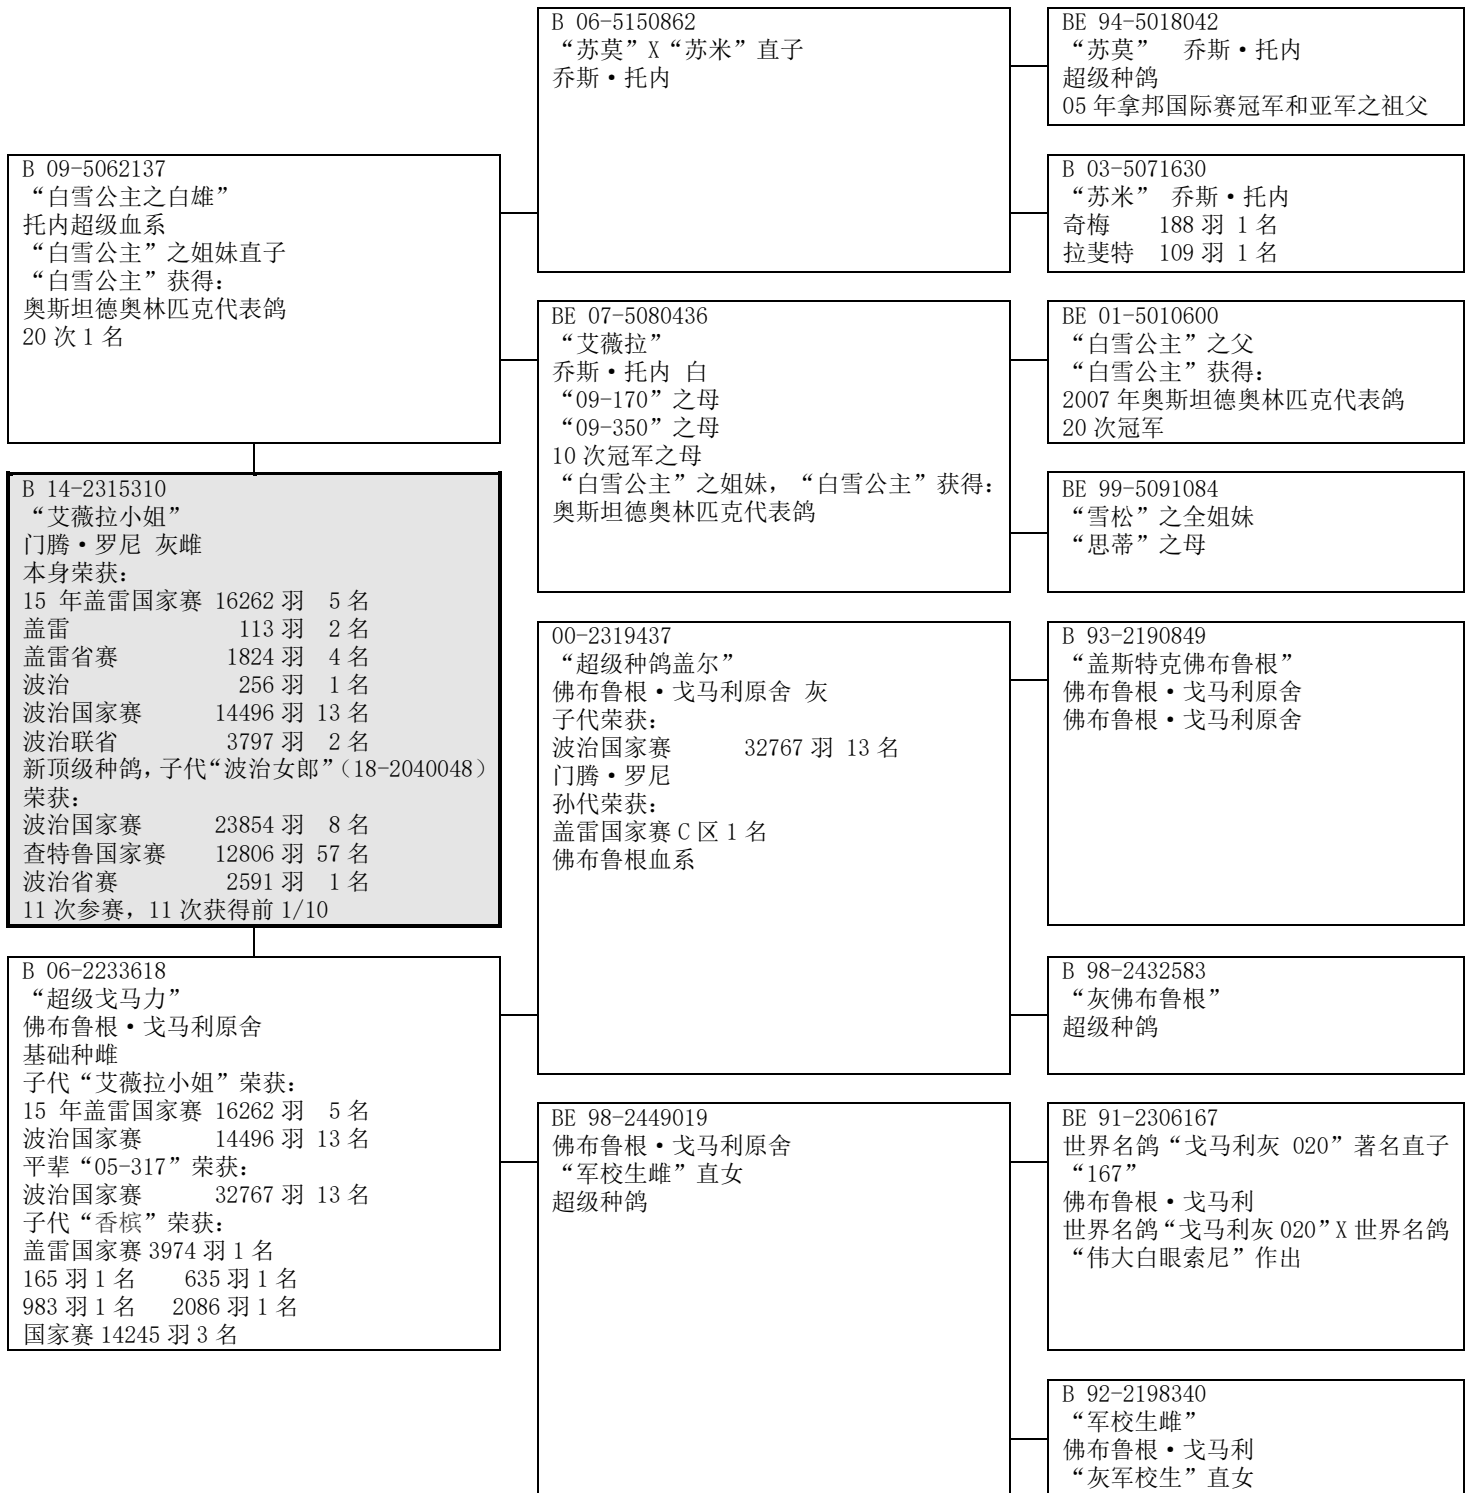 B 09-5062137
“白雪公主之白雄”
托内超级血系
“白雪公主”之姐妹直子
“白雪公主”获得：
奥斯坦德奥林匹克代表鸽
20 次 1 名
B 14-2315310
“艾薇拉小姐”
门腾·罗尼 灰雌
本身荣获：
15 年盖雷国家赛 16262 羽 5 名
盖雷 113 羽 2 名
盖雷省赛 1824 羽 4 名
波治 256 羽 1 名
波治国家赛 14496 羽 13 名
波治联省 3797 羽 2 名
新顶级种鸽，子代“波治女郎”（18-2040048）
荣获：
波治国家赛 23854 羽 8 名
查特鲁国家赛 12806 羽 57 名
波治省赛 2591 羽 1 名
11 次参赛，11 次获得前 1/10
B 06-2233618
“超级戈马力”
佛布鲁根·戈马利原舍
基础种雌
子代“艾薇拉小姐”荣获：
15 年盖雷国家赛 16262 羽 5 名
波治国家赛 14496 羽 13 名
平辈“05-317”荣获：
波治国家赛 32767 羽 13 名
子代“香槟”荣获：
盖雷国家赛 3974 羽 1 名
165 羽 1 名 635 羽 1 名
983 羽 1 名 2086 羽 1 名
国家赛 14245 羽 3 名
B 06-5150862
“苏莫”X“苏米”直子
乔斯·托内
BE 07-5080436
“艾薇拉”
乔斯·托内 白
“09-170”之母
“09-350”之母
10 次冠军之母
“白雪公主”之姐妹，“白雪公主”获得：
奥斯坦德奥林匹克代表鸽
00-2319437
“超级种鸽盖尔”
佛布鲁根·戈马利原舍 灰
子代荣获：
波治国家赛 32767 羽 13 名
门腾·罗尼
孙代荣获：
盖雷国家赛 C 区 1 名
佛布鲁根血系
BE 98-2449019
佛布鲁根·戈马利原舍
“军校生雌”直女
超级种鸽
BE 94-5018042
“苏莫” 乔斯·托内
超级种鸽
05 年拿邦国际赛冠军和亚军之祖父
B 03-5071630
“苏米” 乔斯·托内
奇梅 188 羽 1 名
拉斐特 109 羽 1 名
BE 01-5010600
“白雪公主”之父
“白雪公主”获得：
2007 年奥斯坦德奥林匹克代表鸽
20 次冠军
BE 99-5091084
“雪松”之全姐妹
“思蒂”之母
B 93-2190849
“盖斯特克佛布鲁根”
佛布鲁根·戈马利原舍
佛布鲁根·戈马利原舍
B 98-2432583
“灰佛布鲁根”
超级种鸽
BE 91-2306167
世界名鸽“戈马利灰 020”著名直子
“167”
佛布鲁根·戈马利
世界名鸽“戈马利灰 020”X 世界名鸽
“伟大白眼索尼”作出
B 92-2198340
“军校生雌”
佛布鲁根·戈马利
“灰军校生”直女